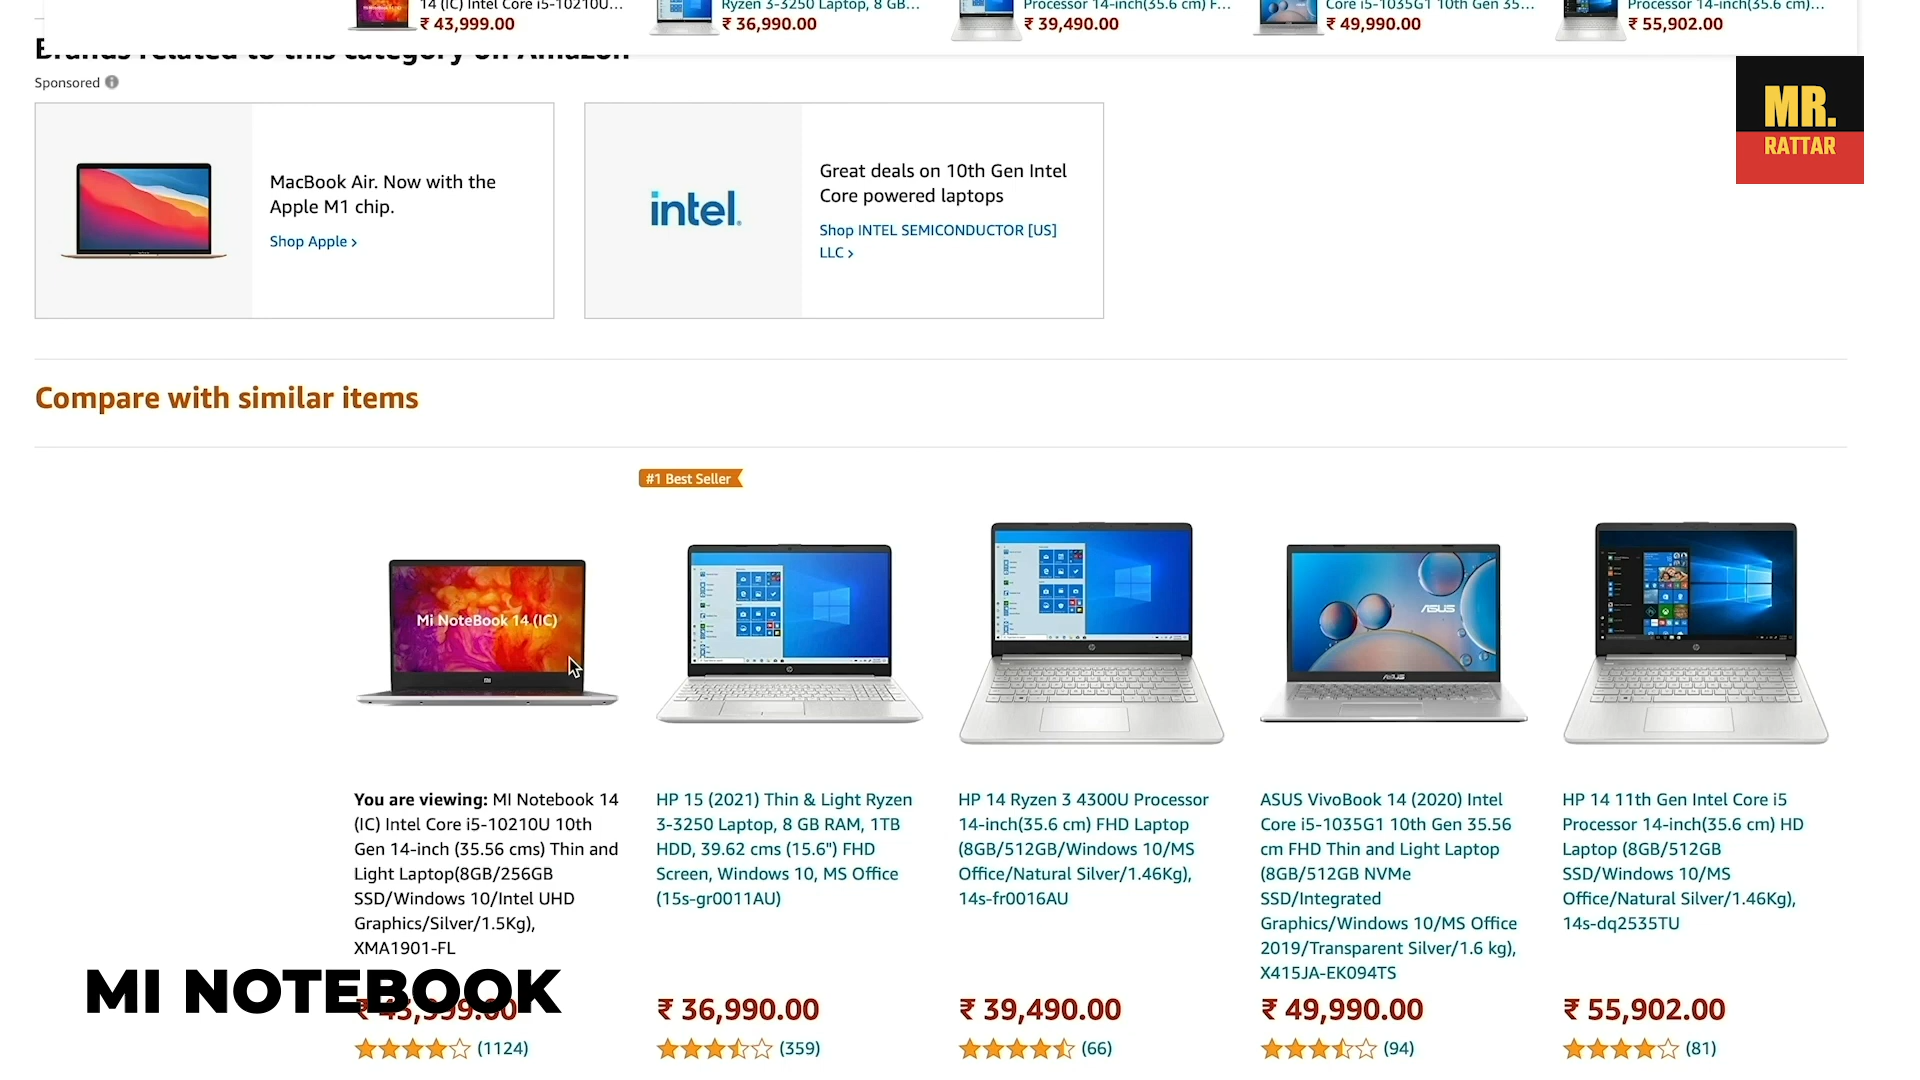 14 (IC) Intel Core i5-10210U...
Ryzen 3-3250 Laptop, 8 GB...
Processor 14-inch(35.6 cm) F...
Core i5-1035G1 10th Gen 35...
Processor 14-inch(35.6 cm)...
₹ 43,999.00
₹ 36,990.00
₹ 39,490.00
₹ 49,990.00
₹ 55,902.00
Brands related to this category on Amazon
Sponsored
MR.
RATTAR
MacBook Air. Now with the
Apple M1 chip.
Shop Apple ›
intel.
Great deals on 10th Gen Intel
Core powered laptops
Shop INTEL SEMICONDUCTOR [US]
LLC ›
Compare with similar items
#1 Best Seller
Mi NoteBook 14 (IC)
ASUS
You are viewing: MI Notebook 14
(IC) Intel Core i5-10210U 10th
Gen 14-inch (35.56 cms) Thin and
Light Laptop(8GB/256GB
SSD/Windows 10/Intel UHD
Graphics/Silver/1.5Kg),
XMA1901-FL
HP 15 (2021) Thin & Light Ryzen
3-3250 Laptop, 8 GB RAM, 1TB
HDD, 39.62 cms (15.6") FHD
Screen, Windows 10, MS Office
(15s-gr0011AU)
HP 14 Ryzen 3 4300U Processor
14-inch(35.6 cm) FHD Laptop
(8GB/512GB/Windows 10/MS
Office/Natural Silver/1.46Kg),
14s-fr0016AU
ASUS VivoBook 14 (2020) Intel
Core i5-1035G1 10th Gen 35.56
cm FHD Thin and Light Laptop
(8GB/512GB NVMe
SSD/Integrated
Graphics/Windows 10/MS Office
2019/Transparent Silver/1.6 kg),
X415JA-EK094TS
HP 14 11th Gen Intel Core i5
Processor 14-inch(35.6 cm) HD
Laptop (8GB/512GB
SSD/Windows 10/MS
Office/Natural Silver/1.46Kg),
14s-dq2535TU
MI NOTEBOOK
₹ 43,999.00
₹ 36,990.00
₹ 39,490.00
₹ 49,990.00
₹ 55,902.00
(1124)
(359)
(66)
(94)
(81)